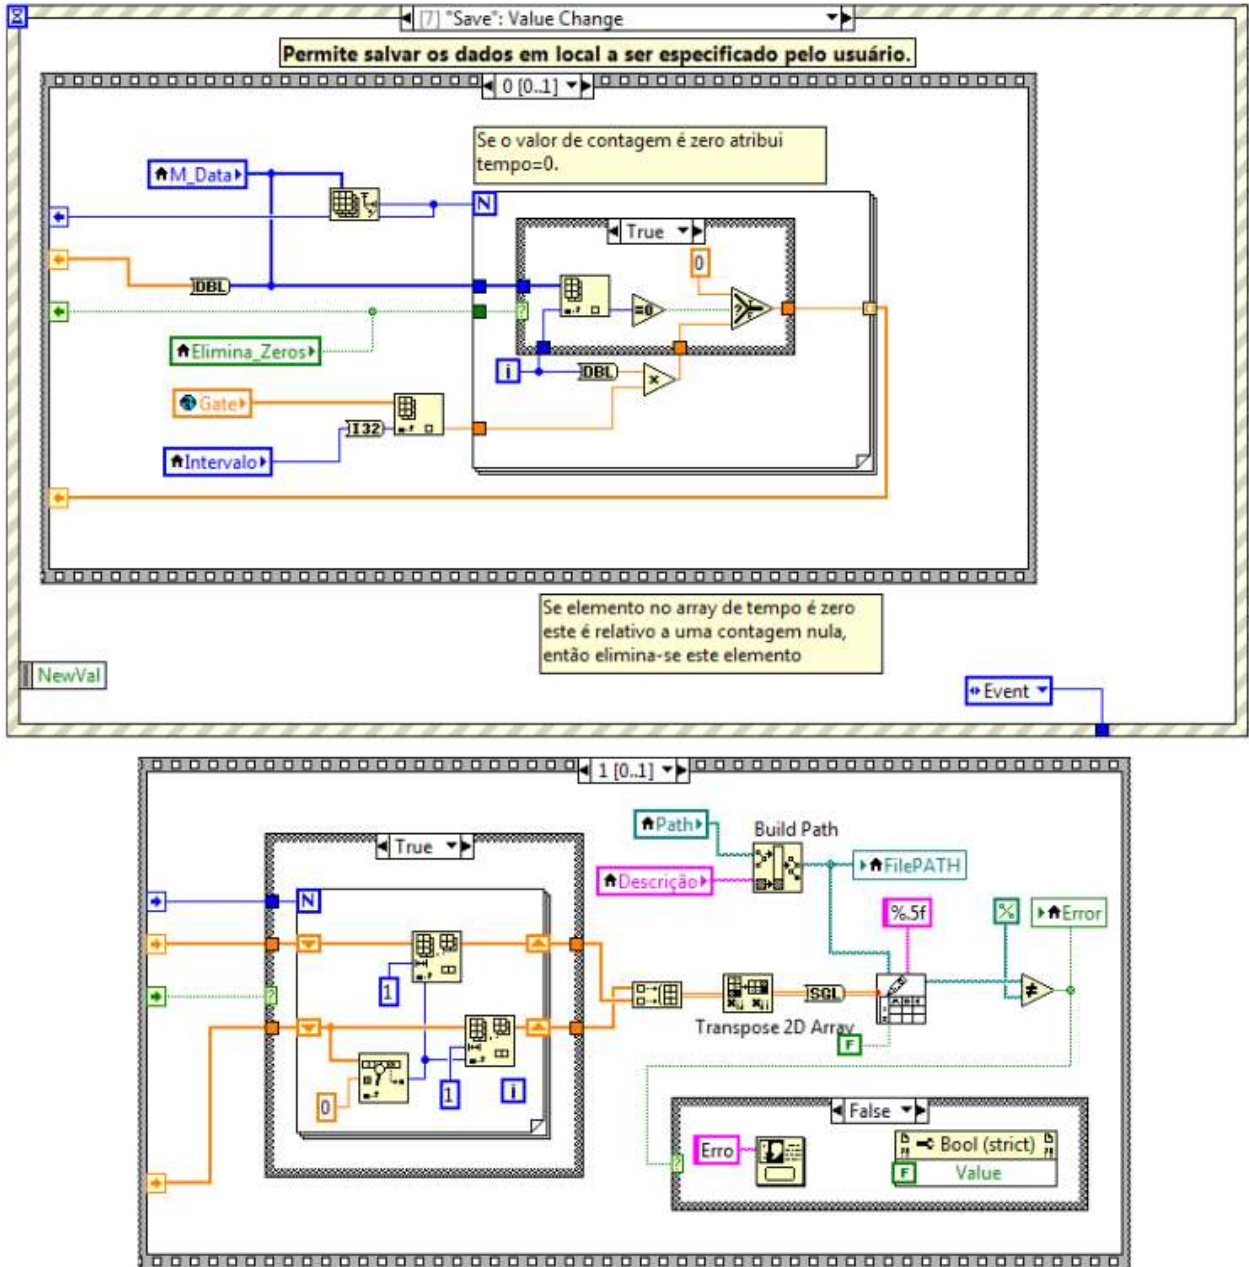 [7] "Save": Value Change
Permite salvar os dados em local a ser especificado pelo usuário.
0 [0..1]
Se o valor de contagem é zero atribui
tempo=0.
M_Data
N
True
0
DBL
=0
?
Elimina_Zeros
i
DBL
x
Gate
I32
Intervalo
Se elemento no array de tempo é zero
este é relativo a uma contagem nula,
então elimina-se este elemento
NewVal
Event
1 [0..1]
True
N
1
0
1
i
Path
Build Path
FilePATH
Descrição
%.5f
Error
≠
SGL
Transpose 2D Array
F
?
False
Erro
Bool (strict)
F
Value